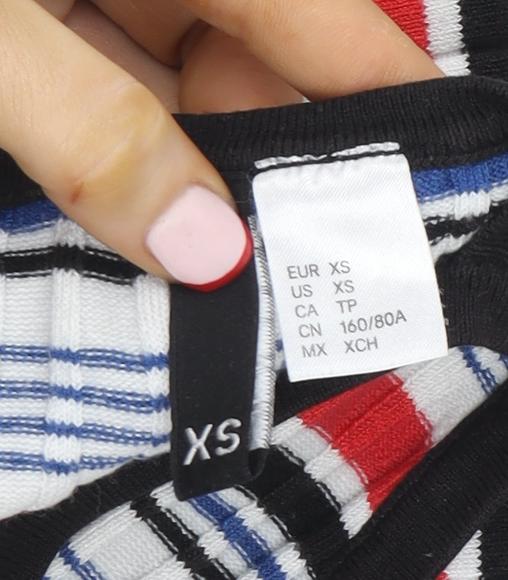 EUR XS
US XS
CA TP
CN 160/80A
MX XCH
XS